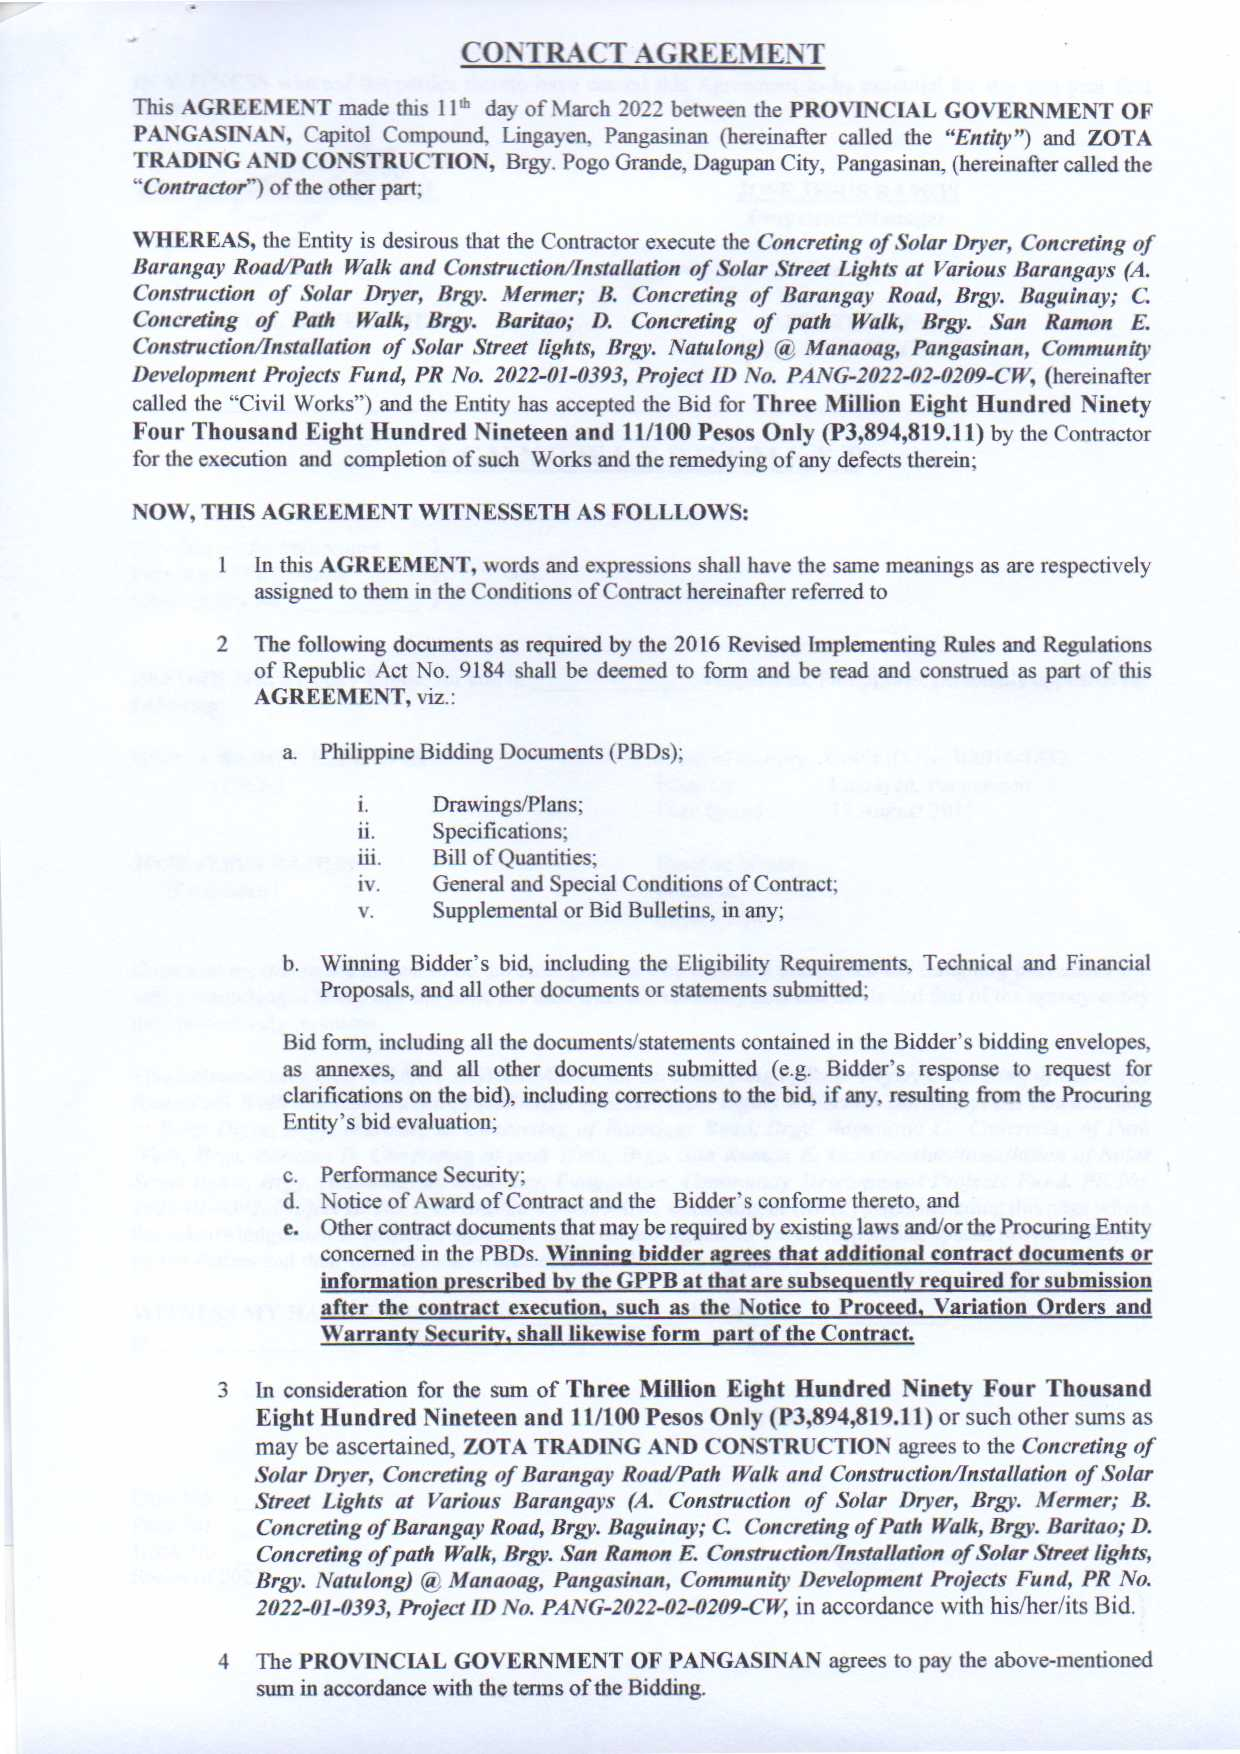 CONTRACT AGREEMENT
This AGREEMENT made this 11th day of March 2022 between the PROVINCIAL GOVERNMENT OF
PANGASINAN, Capitol Compound, Lingayen, Pangasinan (hereinafter called the “Entity”) and ZOTA
TRADING AND CONSTRUCTION, Brgy. Pogo Grande, Dagupan City, Pangasinan, (hereinafter called the
“Contractor”) of the other part;
WHEREAS, the Entity is desirous that the Contractor execute the Concreting of Solar Dryer, Concreting of
Barangay Road/Path Walk and Construction/Installation of Solar Street Lights at Various Barangays (A.
Construction of Solar Dryer, Brgy. Mermer; B. Concreting of Barangay Road, Brgy. Baguinay; C.
Concreting of Path Walk, Brgy. Baritao; D. Concreting of path Walk, Brgy. San Ramon E.
Construction/Installation of Solar Street lights, Brgy. Natulong) @ Manaoag, Pangasinan, Community
Development Projects Fund, PR No. 2022-01-0393, Project ID No. PANG-2022-02-0209-CW, (hereinafter
called the “Civil Works”) and the Entity has accepted the Bid for Three Million Eight Hundred Ninety
Four Thousand Eight Hundred Nineteen and 11/100 Pesos Only (P3,894,819.11) by the Contractor
for the execution and completion of such Works and the remedying of any defects therein;
NOW, THIS AGREEMENT WITNESSETH AS FOLLLOWS:
1 In this AGREEMENT, words and expressions shall have the same meanings as are respectively
assigned to them in the Conditions of Contract hereinafter referred to
2 The following documents as required by the 2016 Revised Implementing Rules and Regulations
of Republic Act No. 9184 shall be deemed to form and be read and construed as part of this
AGREEMENT, viz.:
a. Philippine Bidding Documents (PBDs);
i. Drawings/Plans;
ii. Specifications;
iii. Bill of Quantities;
iv. General and Special Conditions of Contract;
v. Supplemental or Bid Bulletins, in any;
b. Winning Bidder’s bid, including the Eligibility Requirements, Technical and Financial
Proposals, and all other documents or statements submitted;
Bid form, including all the documents/statements contained in the Bidder’s bidding envelopes,
as annexes, and all other documents submitted (e.g. Bidder’s response to request for
clarifications on the bid), including corrections to the bid, if any, resulting from the Procuring
Entity’s bid evaluation;
c. Performance Security;
d. Notice of Award of Contract and the Bidder’s conforme thereto, and
e. Other contract documents that may be required by existing laws and/or the Procuring Entity
concerned in the PBDs. Winning bidder agrees that additional contract documents or
information prescribed by the GPPB at that are subsequently required for submission
after the contract execution, such as the Notice to Proceed, Variation Orders and
Warranty Security, shall likewise form part of the Contract.
3 In consideration for the sum of Three Million Eight Hundred Ninety Four Thousand
Eight Hundred Nineteen and 11/100 Pesos Only (P3,894,819.11) or such other sums as
may be ascertained, ZOTA TRADING AND CONSTRUCTION agrees to the Concreting of
Solar Dryer, Concreting of Barangay Road/Path Walk and Construction/Installation of Solar
Street Lights at Various Barangays (A. Construction of Solar Dryer, Brgy. Mermer; B.
Concreting of Barangay Road, Brgy. Baguinay; C. Concreting of Path Walk, Brgy. Baritao; D.
Concreting of path Walk, Brgy. San Ramon E. Construction/Installation of Solar Street lights,
Brgy. Natulong) @ Manaoag, Pangasinan, Community Development Projects Fund, PR No.
2022-01-0393, Project ID No. PANG-2022-02-0209-CW, in accordance with his/her/its Bid.
4 The PROVINCIAL GOVERNMENT OF PANGASINAN agrees to pay the above-mentioned
sum in accordance with the terms of the Bidding.